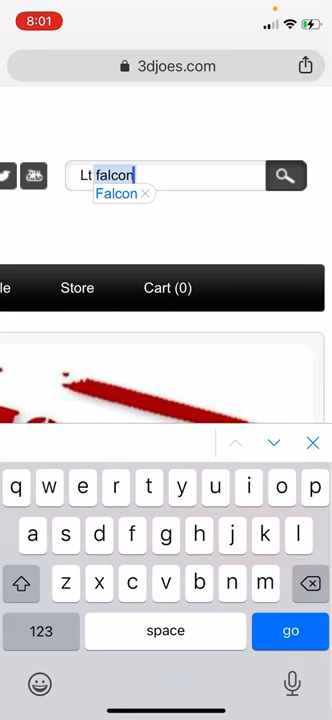 8:01
3djoes.com
Lt falcon
Falcon
le
Store
Cart (0)
q w e r t y u i o p
a s d f g h j k l
z x c v b n m
123
space
go